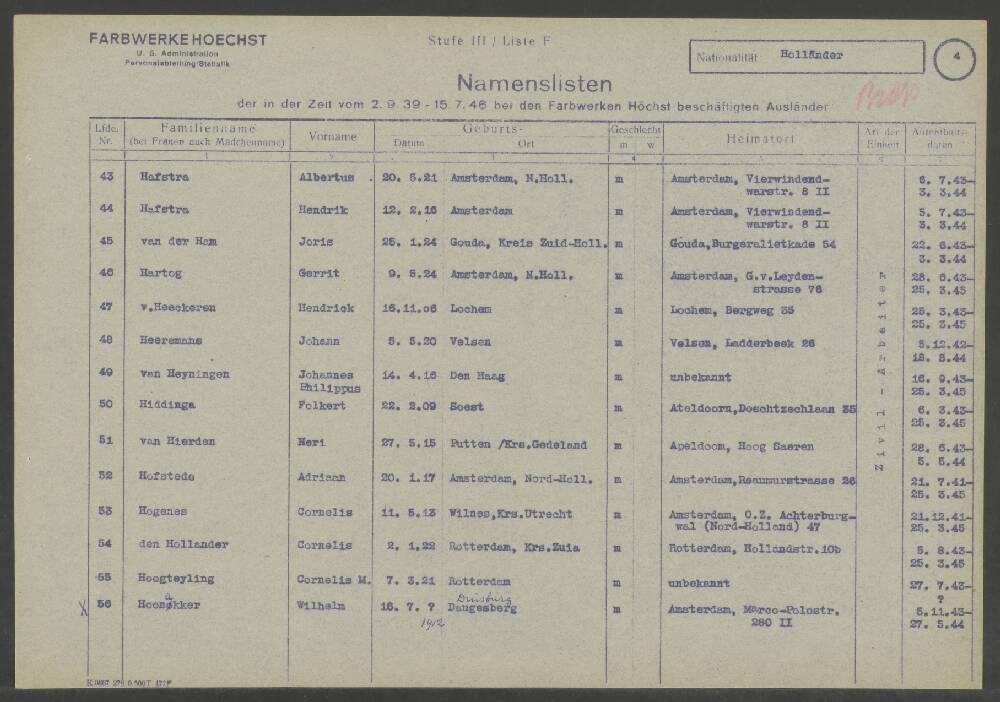 FARBWERKE HOECHST
U. S. Administration
Personalabteilung/Statistik
Stufe III / Liste F
Nationalität: Holländer
4
Namenslisten
der in der Zeit vom 2. 9. 39 - 15. 7. 46 bei den Farbwerken Höchst beschäftigten Ausländer
Lfde. Nr. Familienname (bei Frauen auch Mädchenname) Vorname Geburts- Datum Ort Geschlecht m w Heimatort Art der Einheit Aufenthalts- daten
43 Hafstra Albertus 20. 5.21 Amsterdam, N.Holl. m Amsterdam, Vierwindend- 6. 7.43-
warstr. 8 II 3. 3.44
44 Hafstra Hendrik 12. 2.16 Amsterdam m Amsterdam, Vierwindend- 5. 7.43-
warstr. 8 II 3. 3.44
45 van der Ham Joris 25. 1.24 Gouda, Kreis Zuid-Holl. m Gouda,Burgeralietkade 54 22. 6.43-
3. 3.44
46 Hartog Gerrit 9. 5.24 Amsterdam, N.Holl. m Amsterdam, G.v.Leyden- 28. 6.43-
strasse 76 25. 3.45
47 v.Heeckeren Hendrick 16.11.06 Lochem m Lochem, Bergweg 35 25. 3.43-
25. 3.45
48 Heeremans Johann 5. 5.20 Velsen m Velsen, Ladderbeek 26 5.12.42-
18. 8.44
49 van Heyningen Johannes 14. 4.16 Den Haag m unbekannt 16. 9.43-
Philippus 25. 3.45
50 Hiddinga Folkert 22. 2.09 Soest m Ateldoorn,Doechtzechlaan 35 6. 3.43-
25. 3.45
51 van Hierden Neri 27. 5.15 Putten /Krs.Gedeland m Apeldoom, Hoog Saeren 28. 6.43-
5. 5.44
52 Hofstede Adriaan 20. 1.17 Amsterdam, Nord-Holl. m Amsterdam,Reaumurstrasse 26 21. 7.41-
25. 3.45
53 Hogenes Cornelis 11. 5.13 Wilnes,Krs.Utrecht m Amsterdam, O.Z. Achterburg- 21.12.41-
wal (Nord-Holland) 47 25. 3.45
54 den Hollander Cornelis 2. 1.22 Rotterdam, Krs.Zuia m Rotterdam, Hollandstr.10b 5. 8.43-
25. 3.45
55 Hoogteyling Cornelis M. 7. 3.21 Rotterdam m unbekannt 27. 7.43-
?
Duisburg
X 56 Hoonakker Wilhelm 16. 7. ? Daugesberg m Amsterdam, Marco-Polostr. 5.11.43-
1912 280 II 27. 5.44
Zivil - Arbeiter